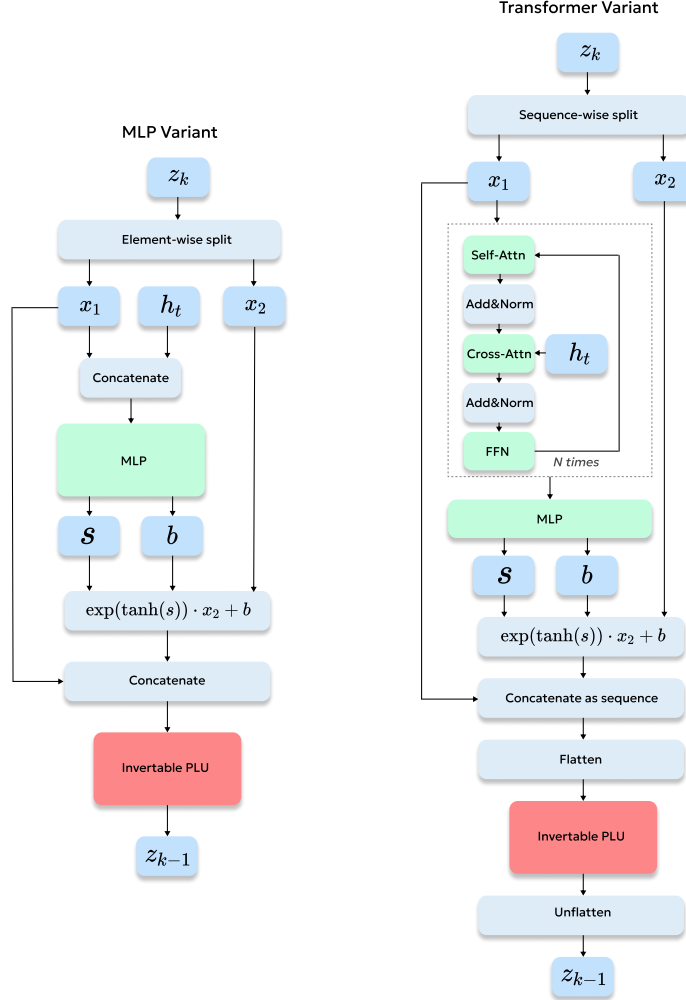 MLP Variant
z_k
Element-wise split
x_1
h_t
x_2
Concatenate
MLP
s
b
exp(tanh(s)) · x_2 + b
Concatenate
Invertable PLU
z_{k−1}
Transformer Variant
z_k
Sequence-wise split
x_1
x_2
Self-Attn
Add&Norm
Cross-Attn
h_t
Add&Norm
FFN
N times
MLP
s
b
exp(tanh(s)) · x_2 + b
Concatenate as sequence
Flatten
Invertable PLU
Unflatten
z_{k−1}